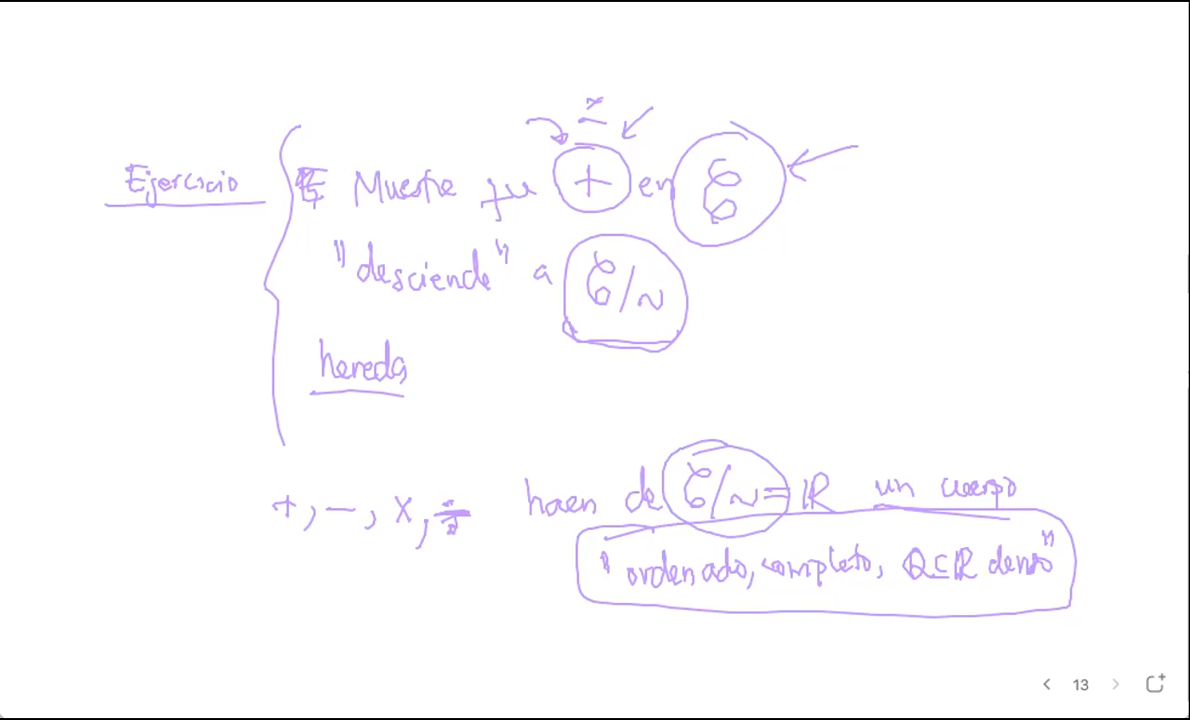 x
Ejercicio Muestre que + en 𝒞
"desciende" a 𝒞/~
hereda
+, -, x, ÷ hacen de 𝒞/~ = ℝ un cuerpo
"ordenado, completo, ℚ⊆ℝ denso"
13